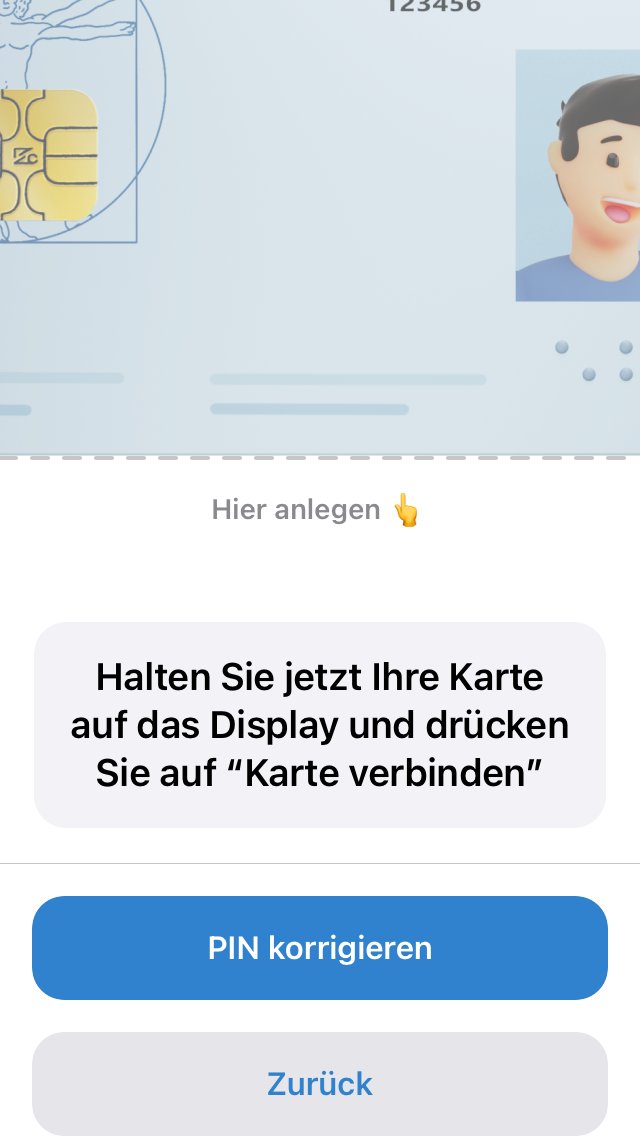 123456
Hier anlegen 👆
Halten Sie jetzt Ihre Karte
auf das Display und drücken
Sie auf “Karte verbinden”
PIN korrigieren
Zurück